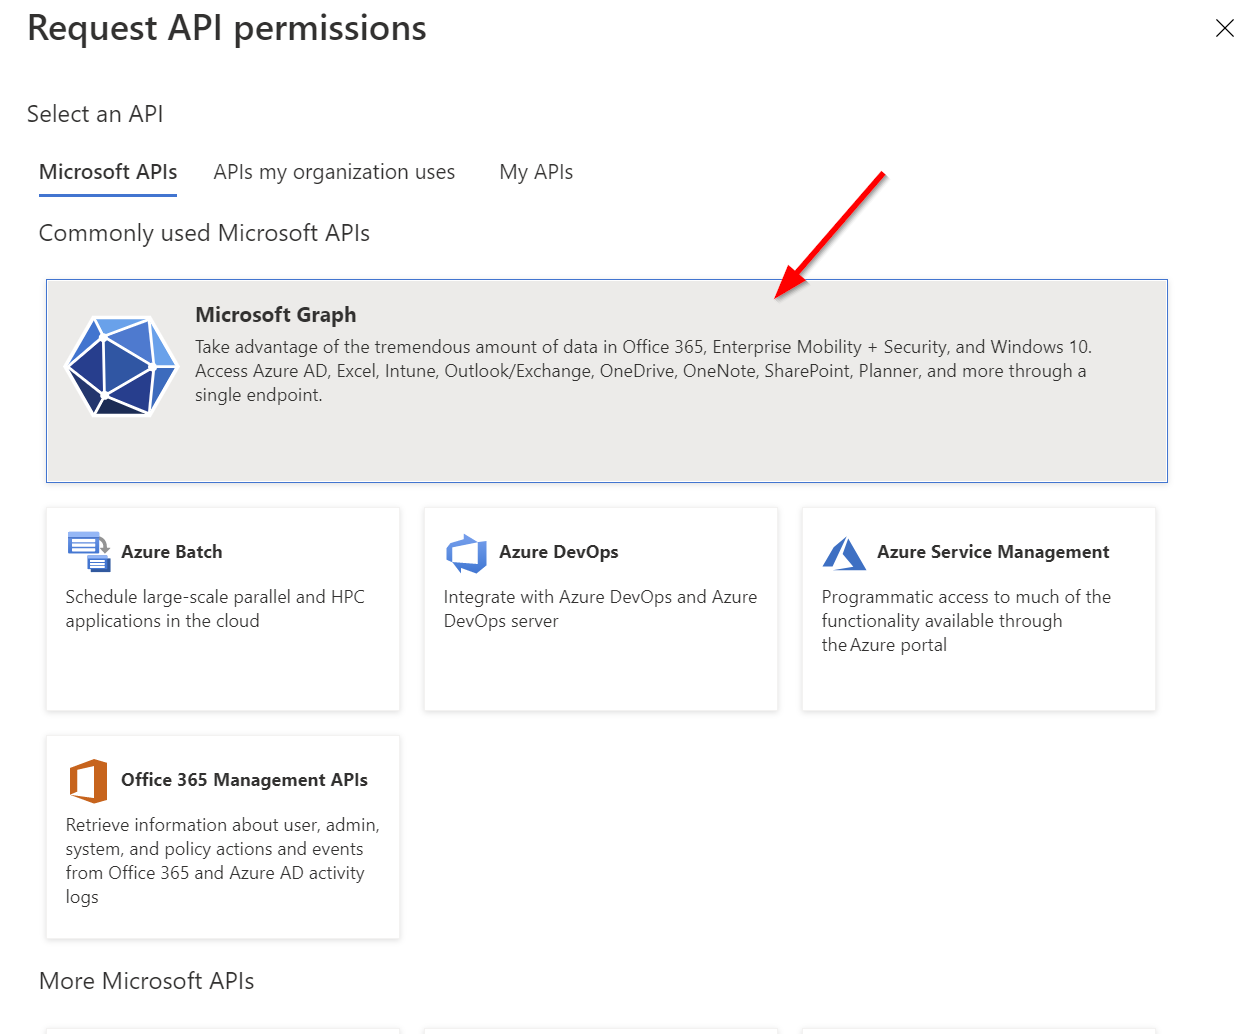 Request API permissions
Select an API
Microsoft APIs
APIs my organization uses
My APIs
Commonly used Microsoft APIs
Microsoft Graph
Take advantage of the tremendous amount of data in Office 365, Enterprise Mobility + Security, and Windows 10.
Access Azure AD, Excel, Intune, Outlook/Exchange, OneDrive, OneNote, SharePoint, Planner, and more through a
single endpoint.
Azure Batch
Schedule large-scale parallel and HPC
applications in the cloud
Azure DevOps
Integrate with Azure DevOps and Azure
DevOps server
Azure Service Management
Programmatic access to much of the
functionality available through
the Azure portal
Office 365 Management APIs
Retrieve information about user, admin,
system, and policy actions and events
from Office 365 and Azure AD activity
logs
More Microsoft APIs